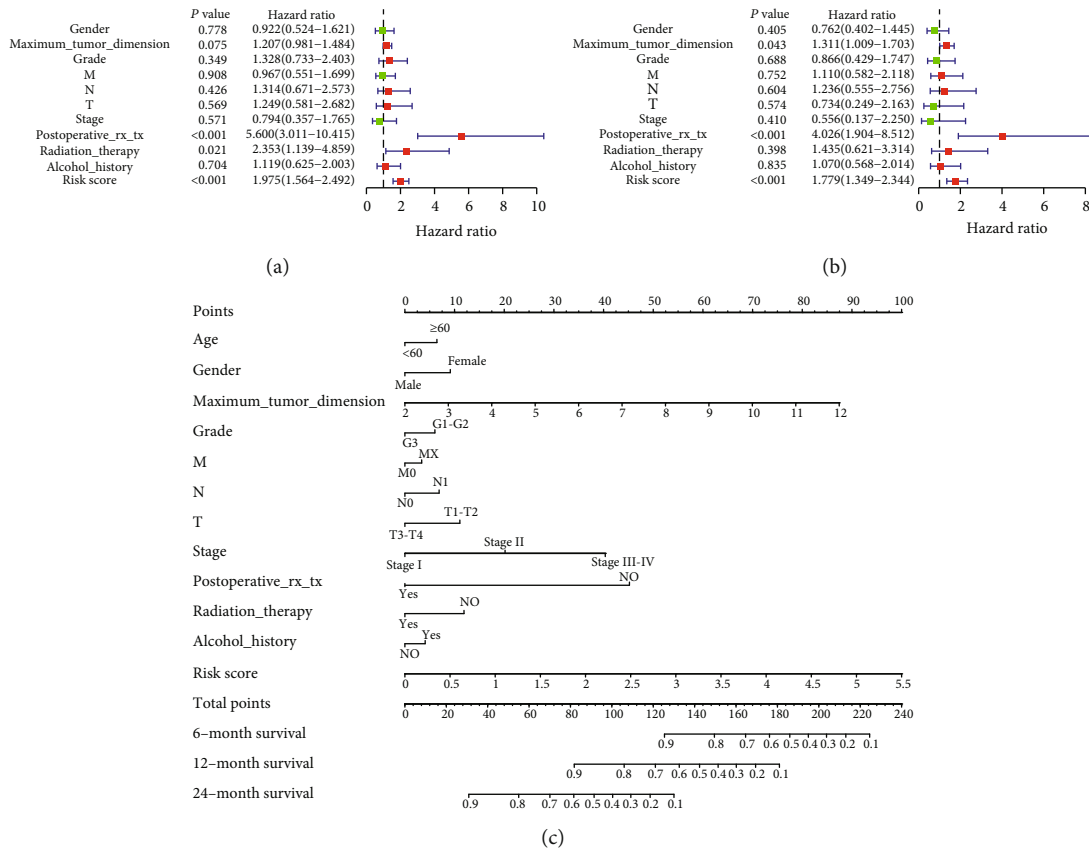 P value Hazard ratio
Gender 0.778 0.922(0.524−1.621)
Maximum_tumor_dimension 0.075 1.207(0.981−1.484)
Grade 0.349 1.328(0.733−2.403)
M 0.908 0.967(0.551−1.699)
N 0.426 1.314(0.671−2.573)
T 0.569 1.249(0.581−2.682)
Stage 0.571 0.794(0.357−1.765)
Postoperative_rx_tx <0.001 5.600(3.011−10.415)
Radiation_therapy 0.021 2.353(1.139−4.859)
Alcohol_history 0.704 1.119(0.625−2.003)
Risk score <0.001 1.975(1.564−2.492)
0 2 4 6 8 10
Hazard ratio
(a)
P value Hazard ratio
Gender 0.405 0.762(0.402−1.445)
Maximum_tumor_dimension 0.043 1.311(1.009−1.703)
Grade 0.688 0.866(0.429−1.747)
M 0.752 1.110(0.582−2.118)
N 0.604 1.236(0.555−2.756)
T 0.574 0.734(0.249−2.163)
Stage 0.410 0.556(0.137−2.250)
Postoperative_rx_tx <0.001 4.026(1.904−8.512)
Radiation_therapy 0.398 1.435(0.621−3.314)
Alcohol_history 0.835 1.070(0.568−2.014)
Risk score <0.001 1.779(1.349−2.344)
0 2 4 6 8
Hazard ratio
(b)
Points 0 10 20 30 40 50 60 70 80 90 100
≥60
Age
<60
Female
Gender
Male
Maximum_tumor_dimension
2 3 4 5 6 7 8 9 10 11 12
G1-G2
Grade
G3
MX
M
M0
N1
N
N0
T1-T2
T
T3-T4
Stage II
Stage
Stage I Stage III-IV
NO
Postoperative_rx_tx
Yes
NO
Radiation_therapy
Yes
Yes
Alcohol_history
NO
Risk score
0 0.5 1 1.5 2 2.5 3 3.5 4 4.5 5 5.5
Total points
0 20 40 60 80 100 120 140 160 180 200 220 240
6−month survival
0.9 0.8 0.7 0.6 0.5 0.4 0.3 0.2 0.1
12−month survival
0.9 0.8 0.7 0.6 0.5 0.4 0.3 0.2 0.1
24−month survival
0.9 0.8 0.7 0.6 0.5 0.4 0.3 0.2 0.1
(c)